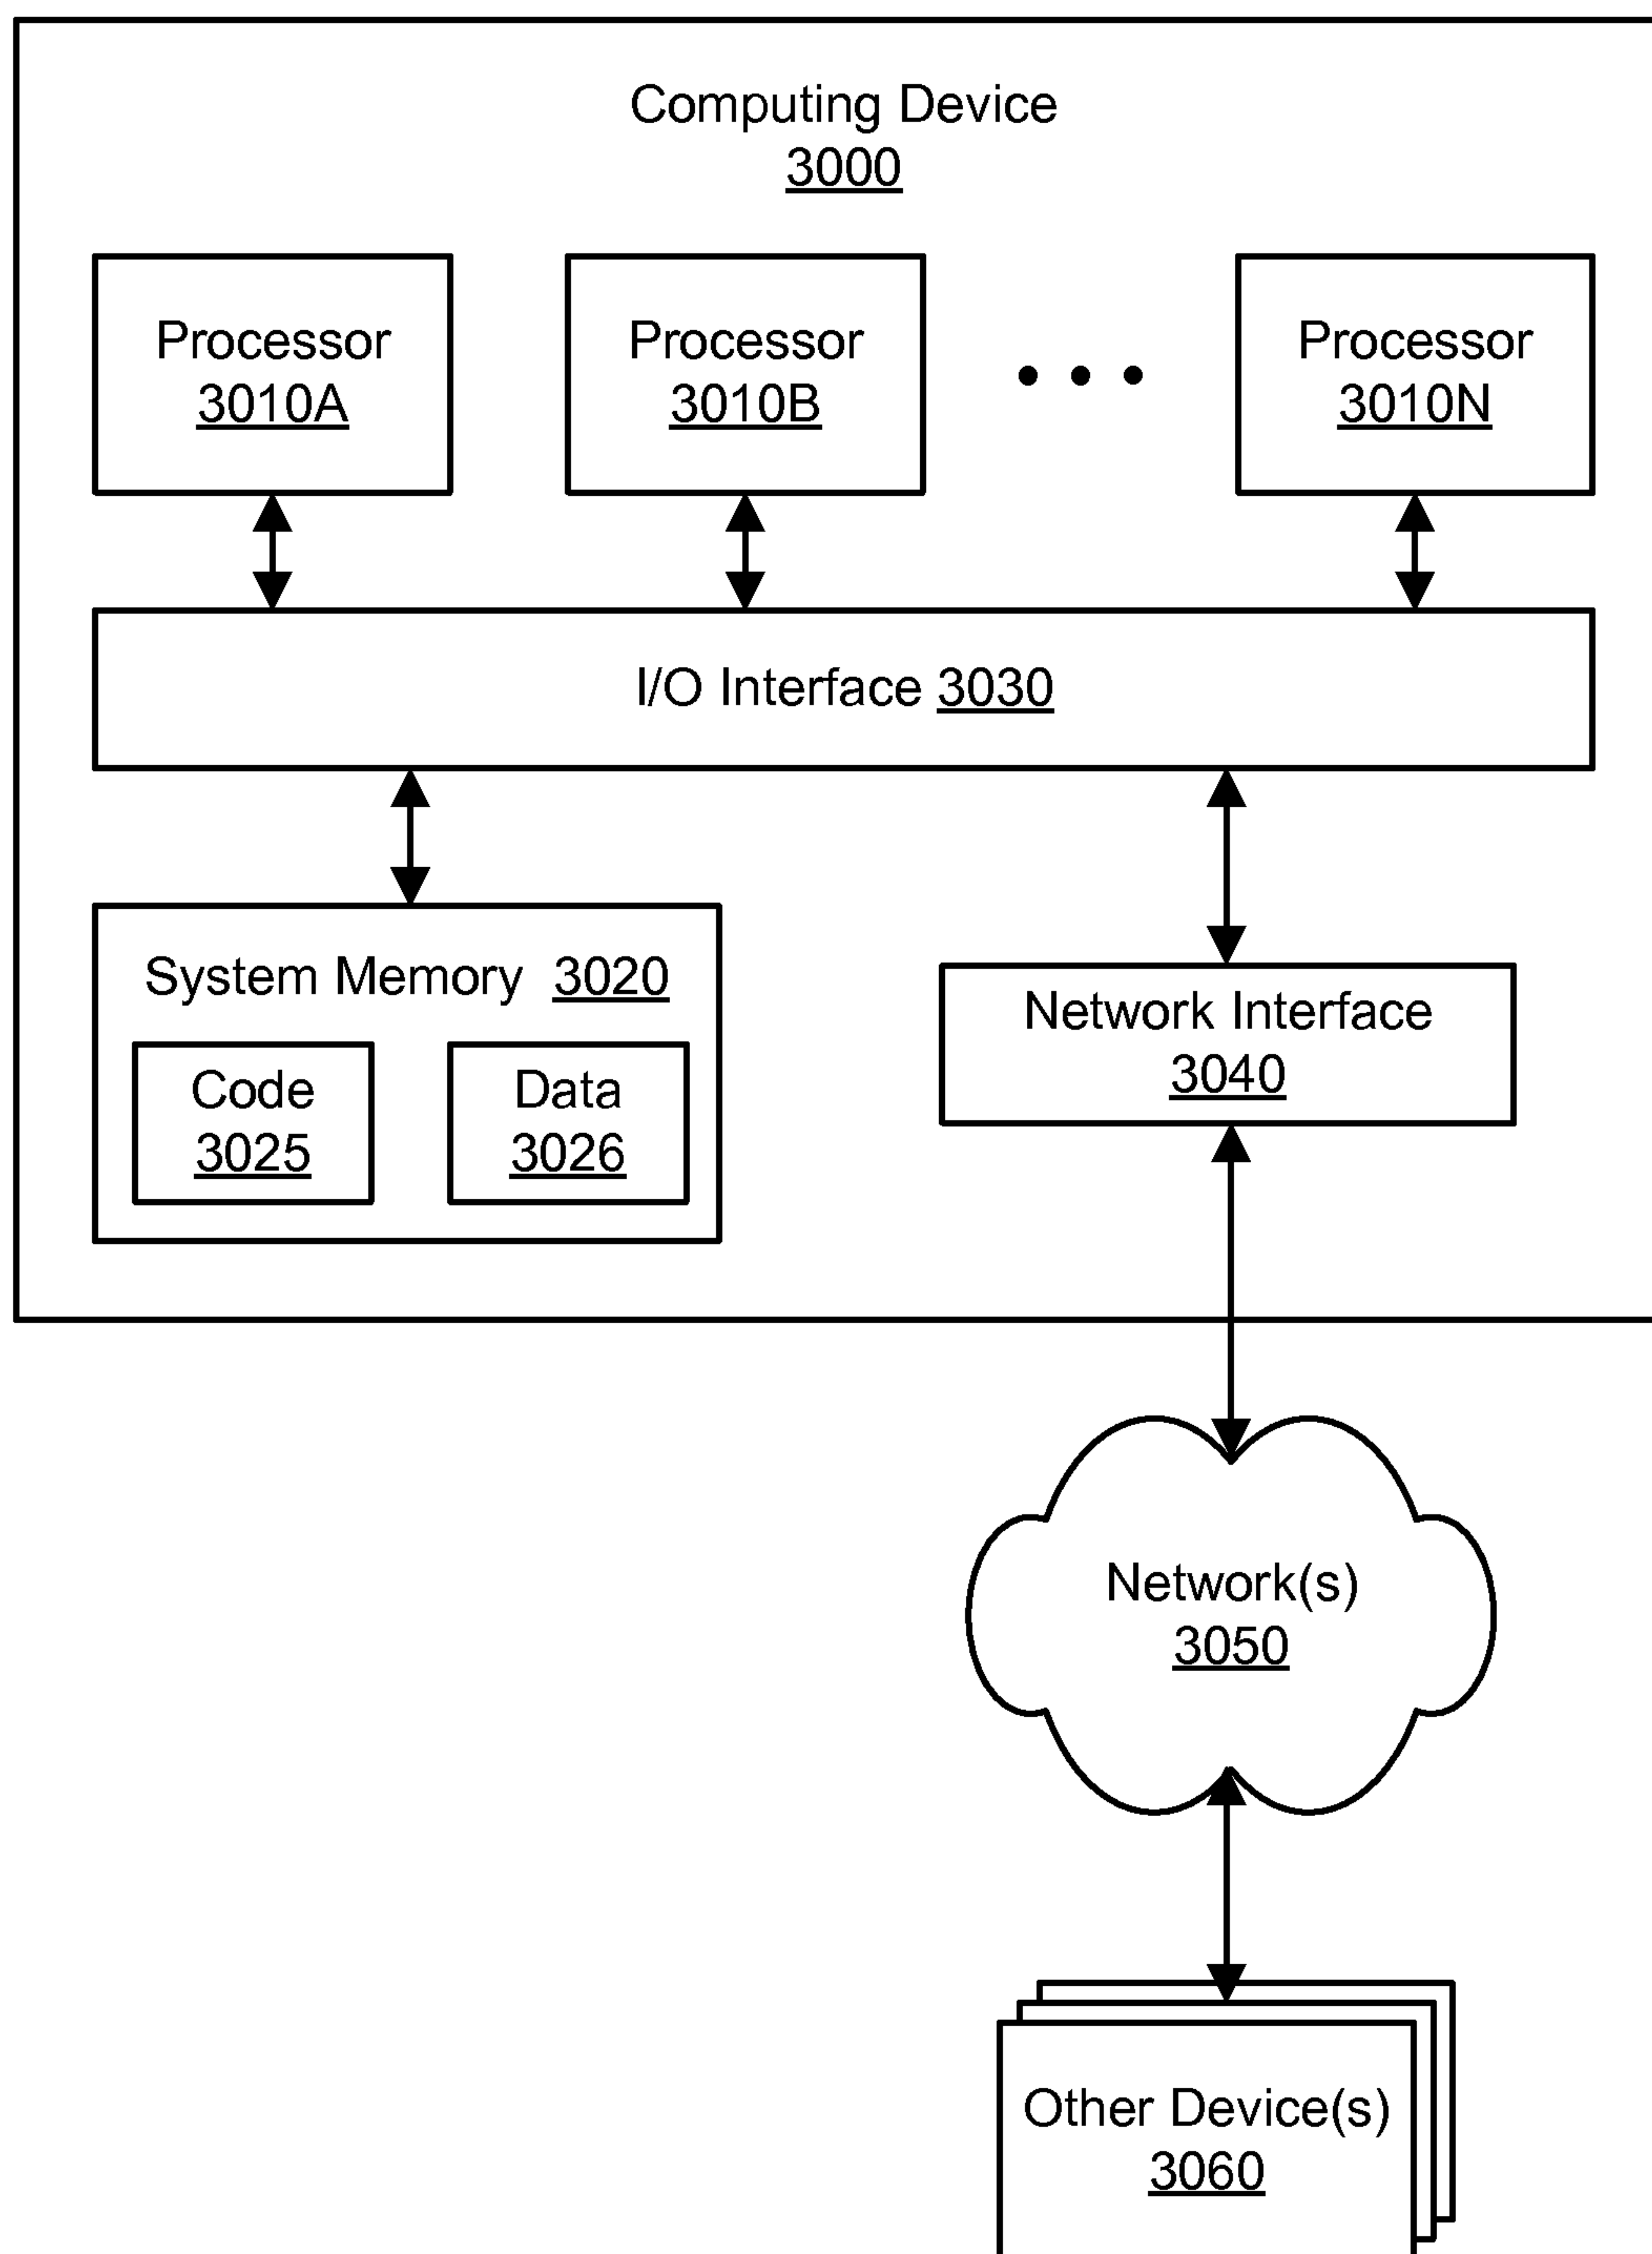 Computing Device
3000
Processor
3010A
Processor
3010B
Processor
3010N
I/O Interface 3030
System Memory 3020
Code
3025
Data
3026
Network Interface
3040
Network(s)
3050
Other Device(s)
3060